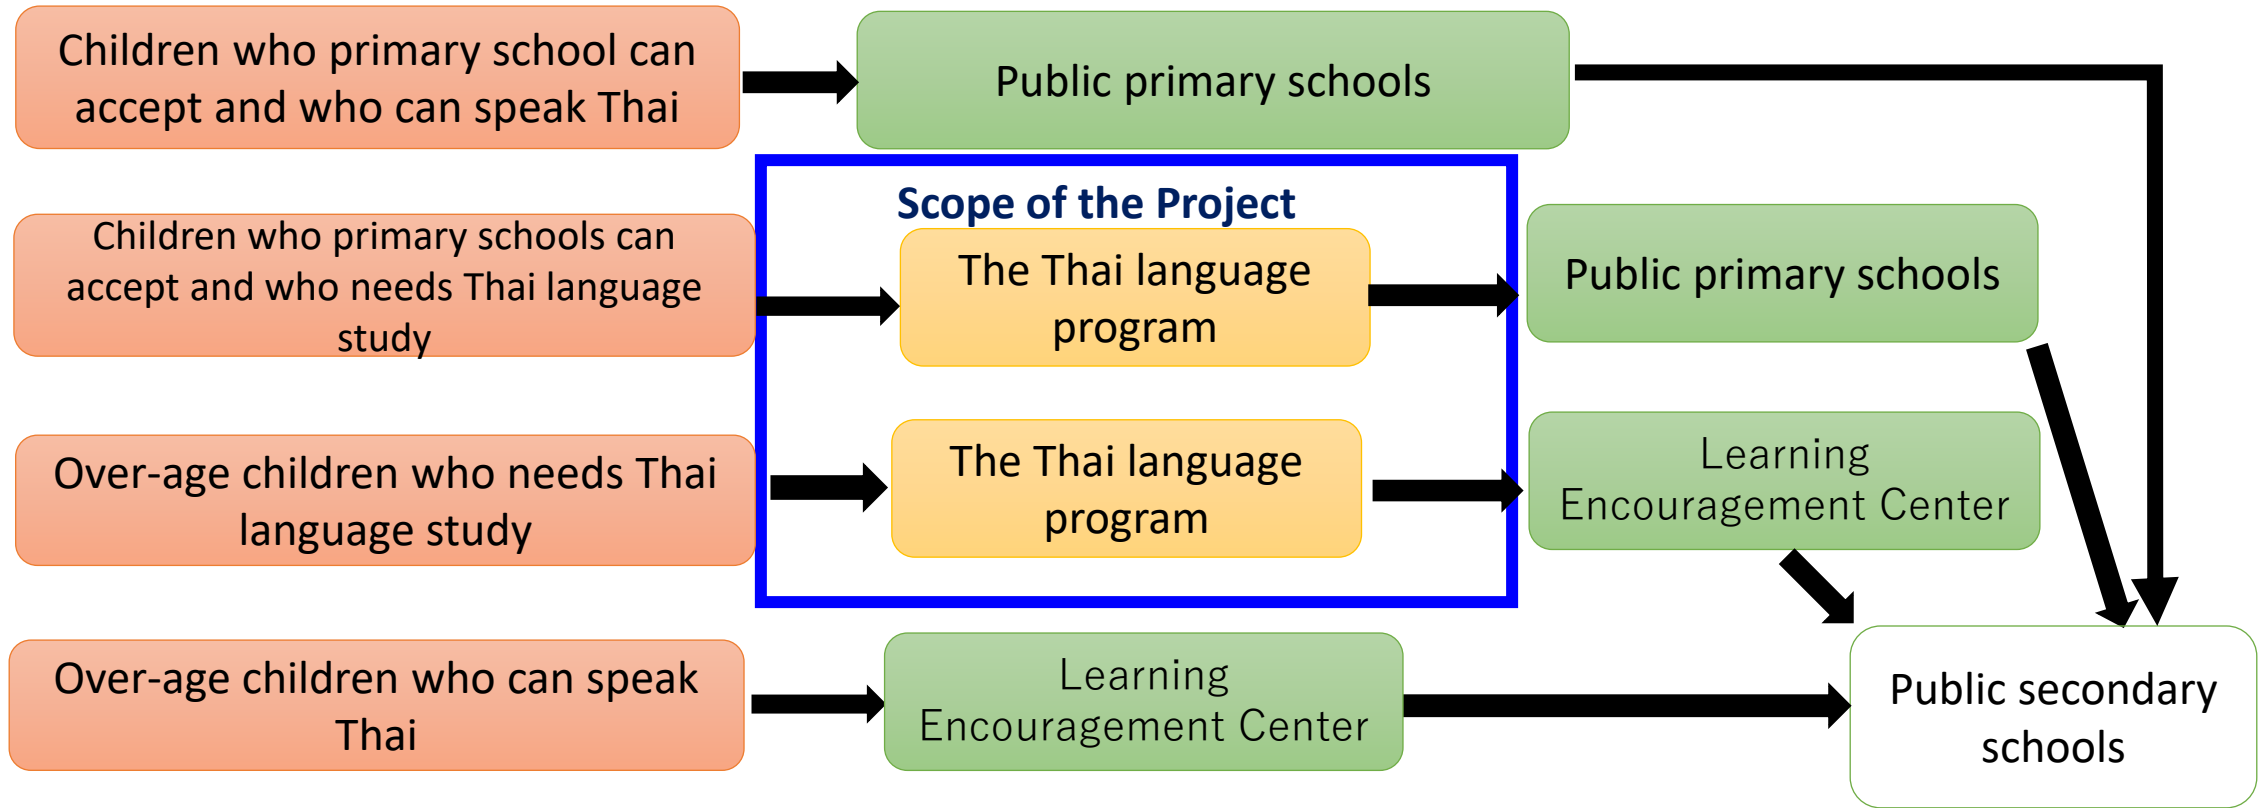 Children who primary school can
accept and who can speak Thai
Public primary schools
Scope of the Project
Children who primary schools can
accept and who needs Thai language
study
The Thai language
program
Public primary schools
Over-age children who needs Thai
language study
The Thai language
program
Learning
Encouragement Center
Over-age children who can speak
Thai
Learning
Encouragement Center
Public secondary
schools